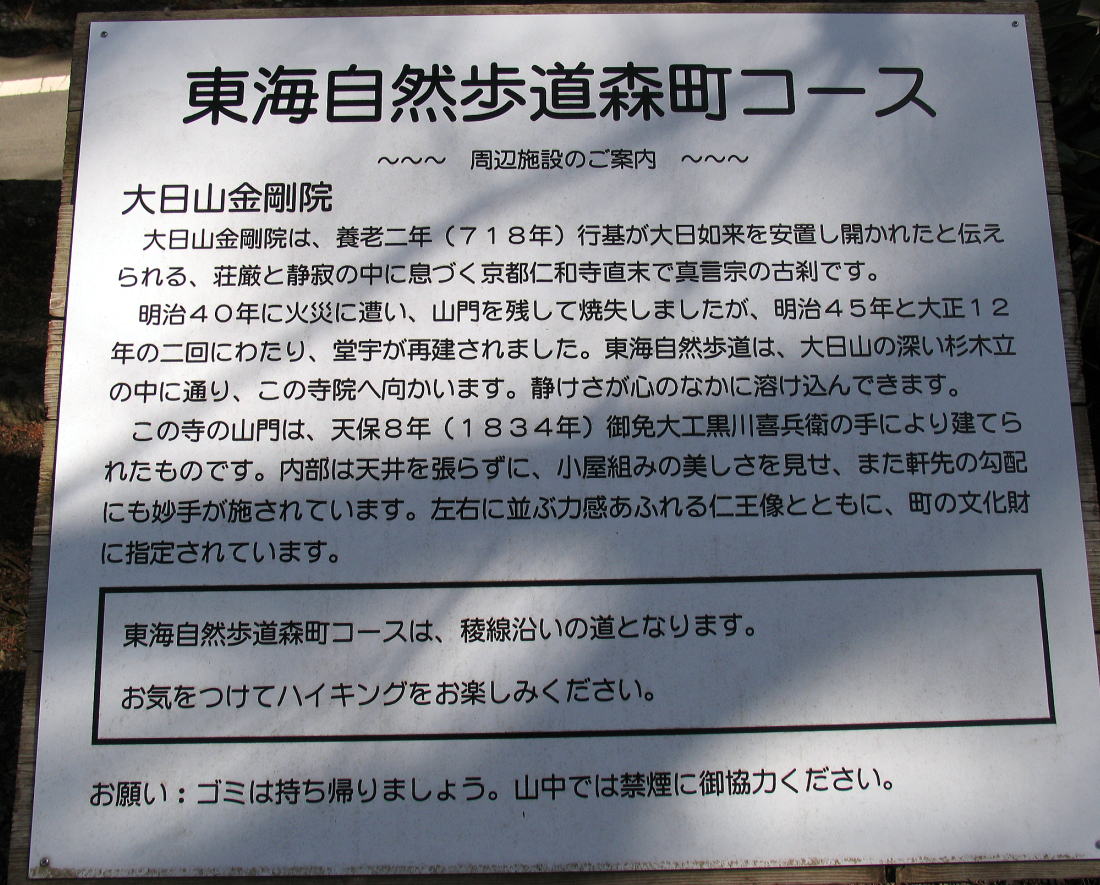 東海自然歩道森町コース
～～～　周辺施設のご案内　～～～
大日山金剛院
大日山金剛院は、養老二年（７１８年）行基が大日如来を安置し開かれたと伝え
られる、荘厳と静寂の中に息づく京都仁和寺直末で真言宗の古刹です。
明治４０年に火災に遭い、山門を残して焼失しましたが、明治４５年と大正１２
年の二回にわたり、堂宇が再建されました。東海自然歩道は、大日山の深い杉木立
の中に通り、この寺院へ向かいます。静けさが心のなかに溶け込んできます。
この寺の山門は、天保８年（１８３４年）御免大工黒川喜兵衛の手により建てら
れたものです。内部は天井を張らずに、小屋組みの美しさを見せ、また軒先の勾配
にも妙手が施されています。左右に並ぶ力感あふれる仁王像とともに、町の文化財
に指定されています。
東海自然歩道森町コースは、稜線沿いの道となります。
お気をつけてハイキングをお楽しみください。
お願い：ゴミは持ち帰りましょう。山中では禁煙に御協力ください。